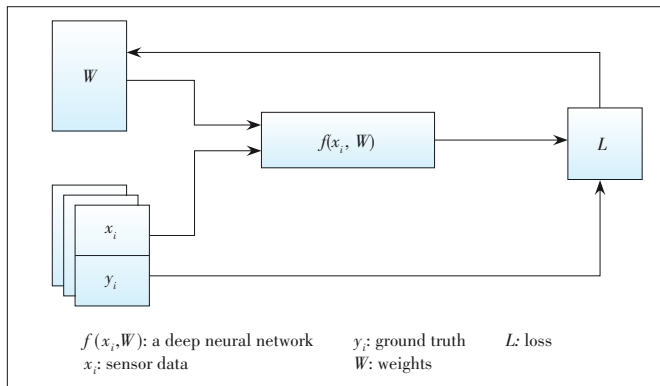 W
f(x_i, W)
L
x_i
y_i
f (x_i,W): a deep neural network y_i: ground truth L: loss
x_i: sensor data W: weights